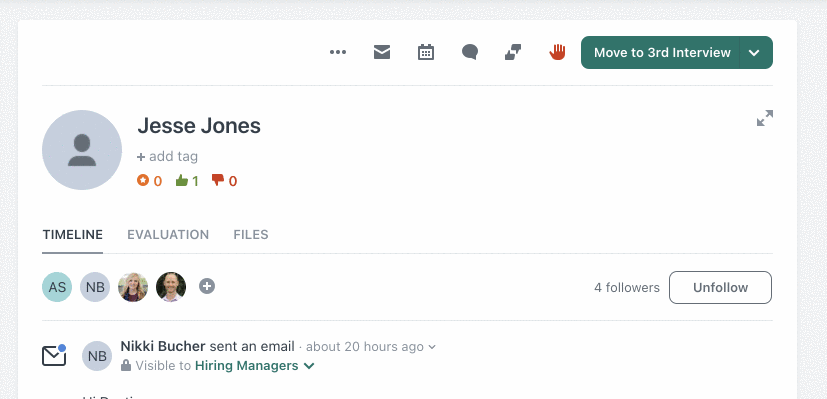 Move to 3rd Interview
Jesse Jones
+ add tag
0 1 0
TIMELINE EVALUATION FILES
AS NB 4 followers Unfollow
Nikki Bucher sent an email · about 20 hours ago
NB
Visible to Hiring Managers